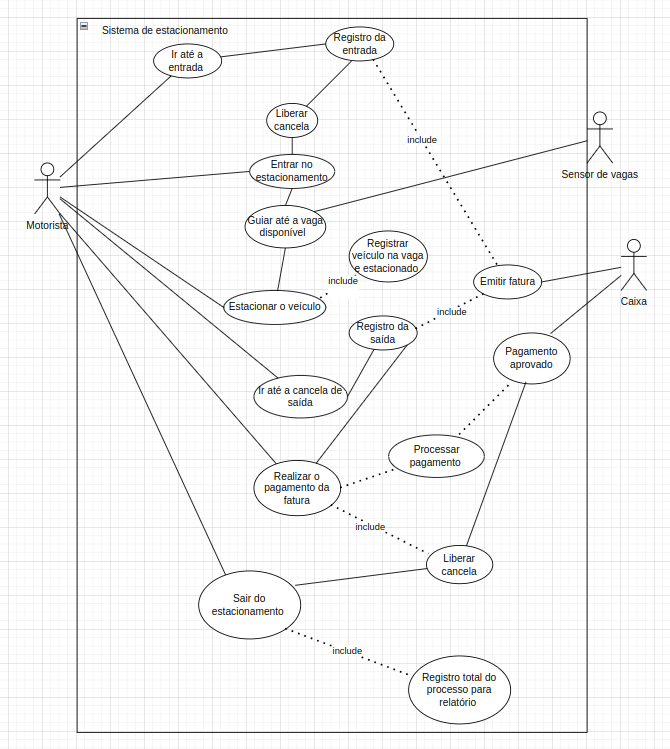 Sistema de estacionamento
Registro da
entrada
Ir até a
entrada
Liberar
cancela
include
Entrar no
estacionamento
Sensor de vagas
Motorista
Guiar até a vaga
disponível
Registrar
veículo na vaga
e estacionado
include
Emitir fatura
Caixa
Estacionar o veículo
include
Registro da
saída
Pagamento
aprovado
Ir até a cancela de
saída
Processar
pagamento
Realizar o
pagamento da
fatura
include
Liberar
cancela
Sair do
estacionamento
include
Registro total do
processo para
relatório